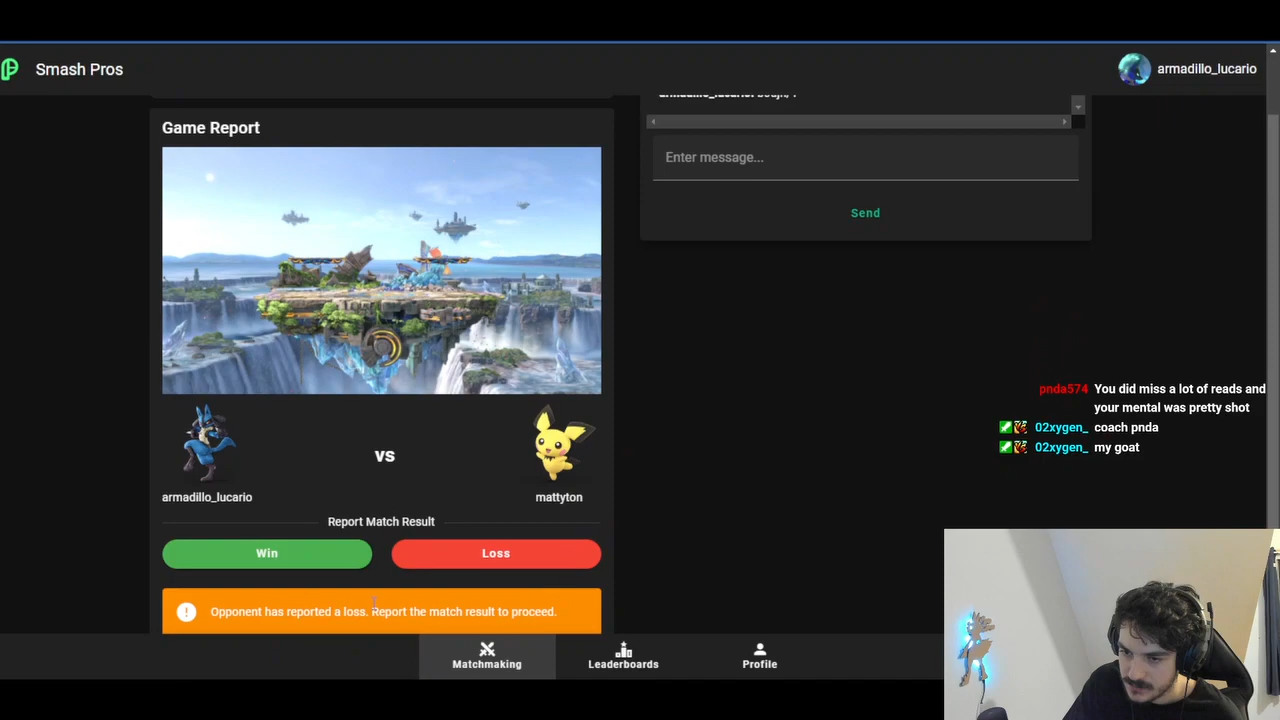 Smash Pros
armadillo_lucario
Game Report
Enter message...
Send
vs
armadillo_lucario
mattyton
Report Match Result
Win
Loss
Opponent has reported a loss. Report the match result to proceed.
Matchmaking
Leaderboards
Profile
pnda574 You did miss a lot of reads and
your mental was pretty shot
02xygen_ coach pnda
02xygen_ my goat